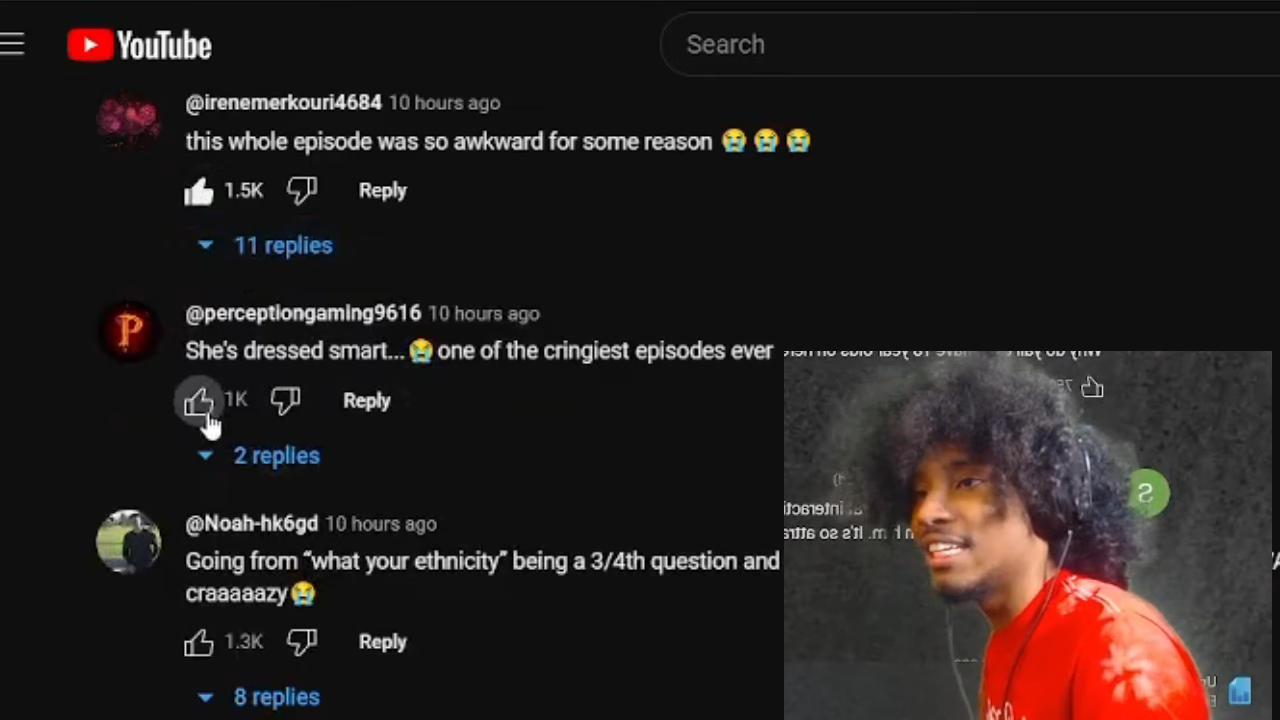 YouTube
Search
@irenemerkouri4684 10 hours ago
this whole episode was so awkward for some reason 😭 😭 😭
1.5K Reply
11 replies
P
@perceptiongaming9616 10 hours ago
She's dressed smart... 😭 one of the cringiest episodes ever
1K Reply
2 replies
@Noah-hk6gd 10 hours ago
Going from “what your ethnicity” being a 3/4th question and
craaaaazy😭
1.3K Reply
8 replies
S